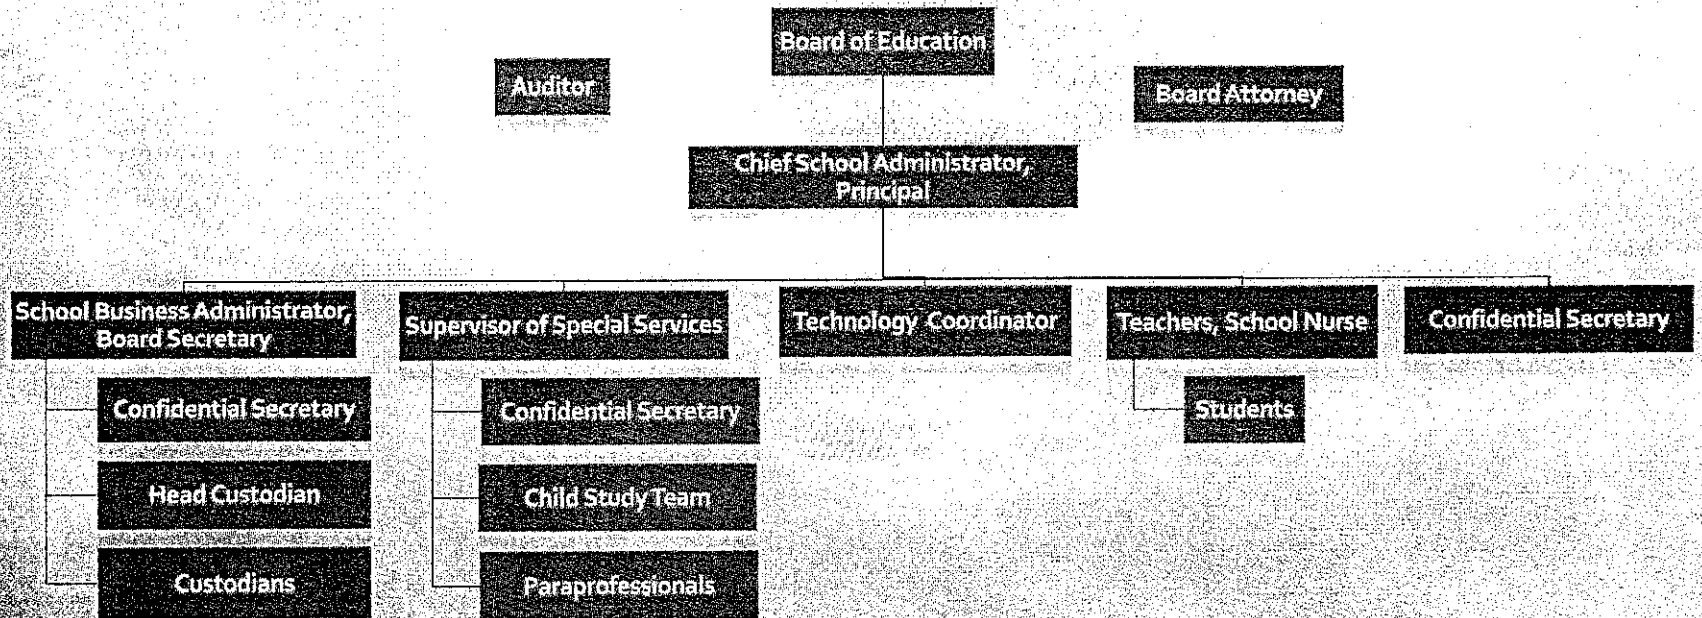 Board of Education
Auditor
Board Attorney
Chief School Administrator,
Principal
School Business Administrator,
Board Secretary
Supervisor of Special Services
Technology Coordinator
Teachers, School Nurse
Confidential Secretary
Confidential Secretary
Confidential Secretary
Students
Head Custodian
Child Study Team
Custodians
Paraprofessionals